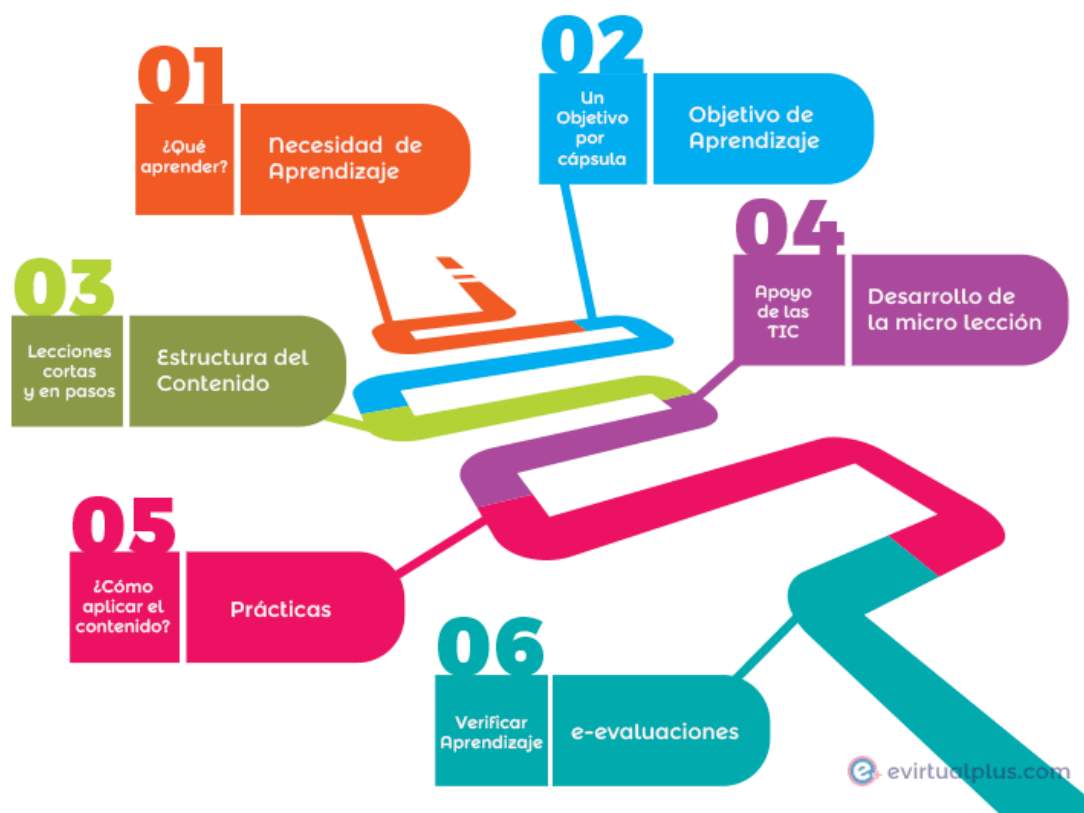 01
¿Qué
aprender?
Necesidad de
Aprendizaje
02
Un
Objetivo
por
cápsula
Objetivo de
Aprendizaje
03
Lecciones
cortas
y en pasos
Estructura del
Contenido
04
Apoyo
de las
TIC
Desarrollo de
la micro lección
05
¿Cómo
aplicar el
contenido?
Prácticas
06
Verificar
Aprendizaje
e-evaluaciones
e+ evirtualplus.com